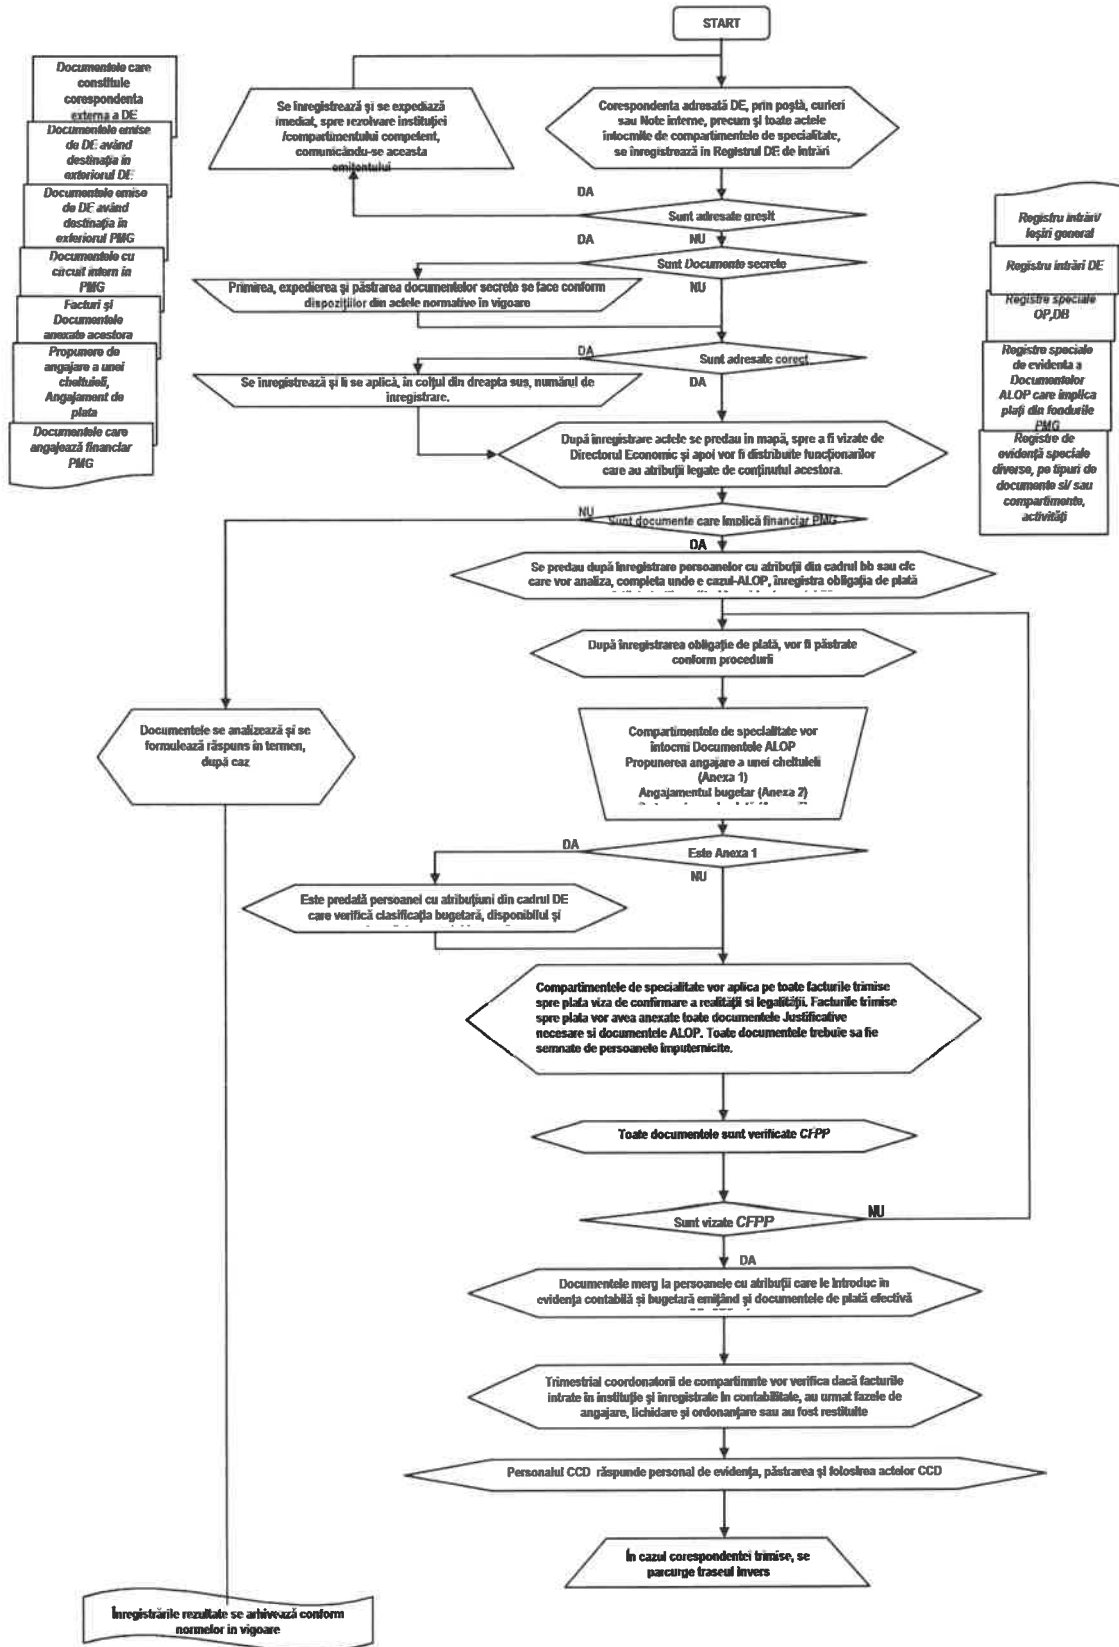 START
Documentele care
constituie
corespondenta
externa a DE
Documentele emise
de DE având
destinația în
exteriorul DE
Documentele emise
de DE având
destinația în
exteriorul PMG
Documentele cu
circuit intern în
PMG
Facturi și
Documentele
anexate acestora
Propunere de
angajare a unei
cheltuieli,
Angajament de
plata
Documentele care
angajează financiar
PMG
Se înregistrează și se expediază
imediat, spre rezolvare instituției
/compartimentului competent,
comunicându-se aceasta
emitentului
Corespondenta adresată DE, prin poștă, curieri
sau Note interne, precum și toate actele
întocmite de compartimentele de specialitate,
se înregistrează în Registrul DE de intrări
DA
Sunt adresate greșit
DA
NU
Sunt Documente secrete
NU
Primirea, expedierea și păstrarea documentelor secrete se face conform
dispozițiilor din actele normative în vigoare
DA
Sunt adresate corect
DA
Se înregistrează și li se aplică, în colțul din dreapta sus, numărul de
înregistrare.
După înregistrare actele se predau în mapă, spre a fi vizate de
Directorul Economic și apoi vor fi distribuite funcționarilor
care au atribuții legate de conținutul acestora.
Registru intrări/
Ieșiri general
Registru intrări DE
Registre speciale
OP,DB
Registre speciale
de evidenta a
Documentelor
ALOP care implica
plați din fondurile
PMG
Registre de
evidență speciale
diverse, pe tipuri de
documente si/ sau
compartimente,
activități
NU
Sunt documente care implică financiar PMG
DA
Se predau după înregistrare persoanelor cu atribuții din cadrul bb sau cfc
care vor analiza, completa unde e cazul-ALOP, înregistra obligația de plată
După înregistrarea obligație de plată, vor fi păstrate
conform procedurii
Documentele se analizează și se
formulează răspuns în termen,
după caz
Compartimentele de specialitate vor
întocmi Documentele ALOP
Propunerea angajare a unei cheltuieli
(Anexa 1)
Angajamentul bugetar (Anexa 2)
DA
Este Anexa 1
NU
Este predată persoanei cu atribuțiuni din cadrul DE
care verifică clasificația bugetară, disponibilul și
Compartimentele de specialitate vor aplica pe toate facturile trimise
spre plata viza de confirmare a realității si legalității. Facturile trimise
spre plata vor avea anexate toate documentele Justificative
necesare si documentele ALOP. Toate documentele trebuie sa fie
semnate de persoanele împuternicite.
Toate documentele sunt verificate CFPP
Sunt vizate CFPP
NU
DA
Documentele merg la persoanele cu atribuții care le introduc în
evidența contabilă și bugetară emițând și documentele de plată efectivă
Trimestrial coordonatorii de compartimnte vor verifica dacă facturile
intrate în instituție și înregistrate în contabilitate, au urmat fazele de
angajare, lichidare și ordonanțare sau au fost restituite
Personalul CCD răspunde personal de evidența, păstrarea și folosirea actelor CCD
În cazul corespondentei trimise, se
parcurge traseul invers
Înregistrările rezultate se arhivează conform
normelor in vigoare